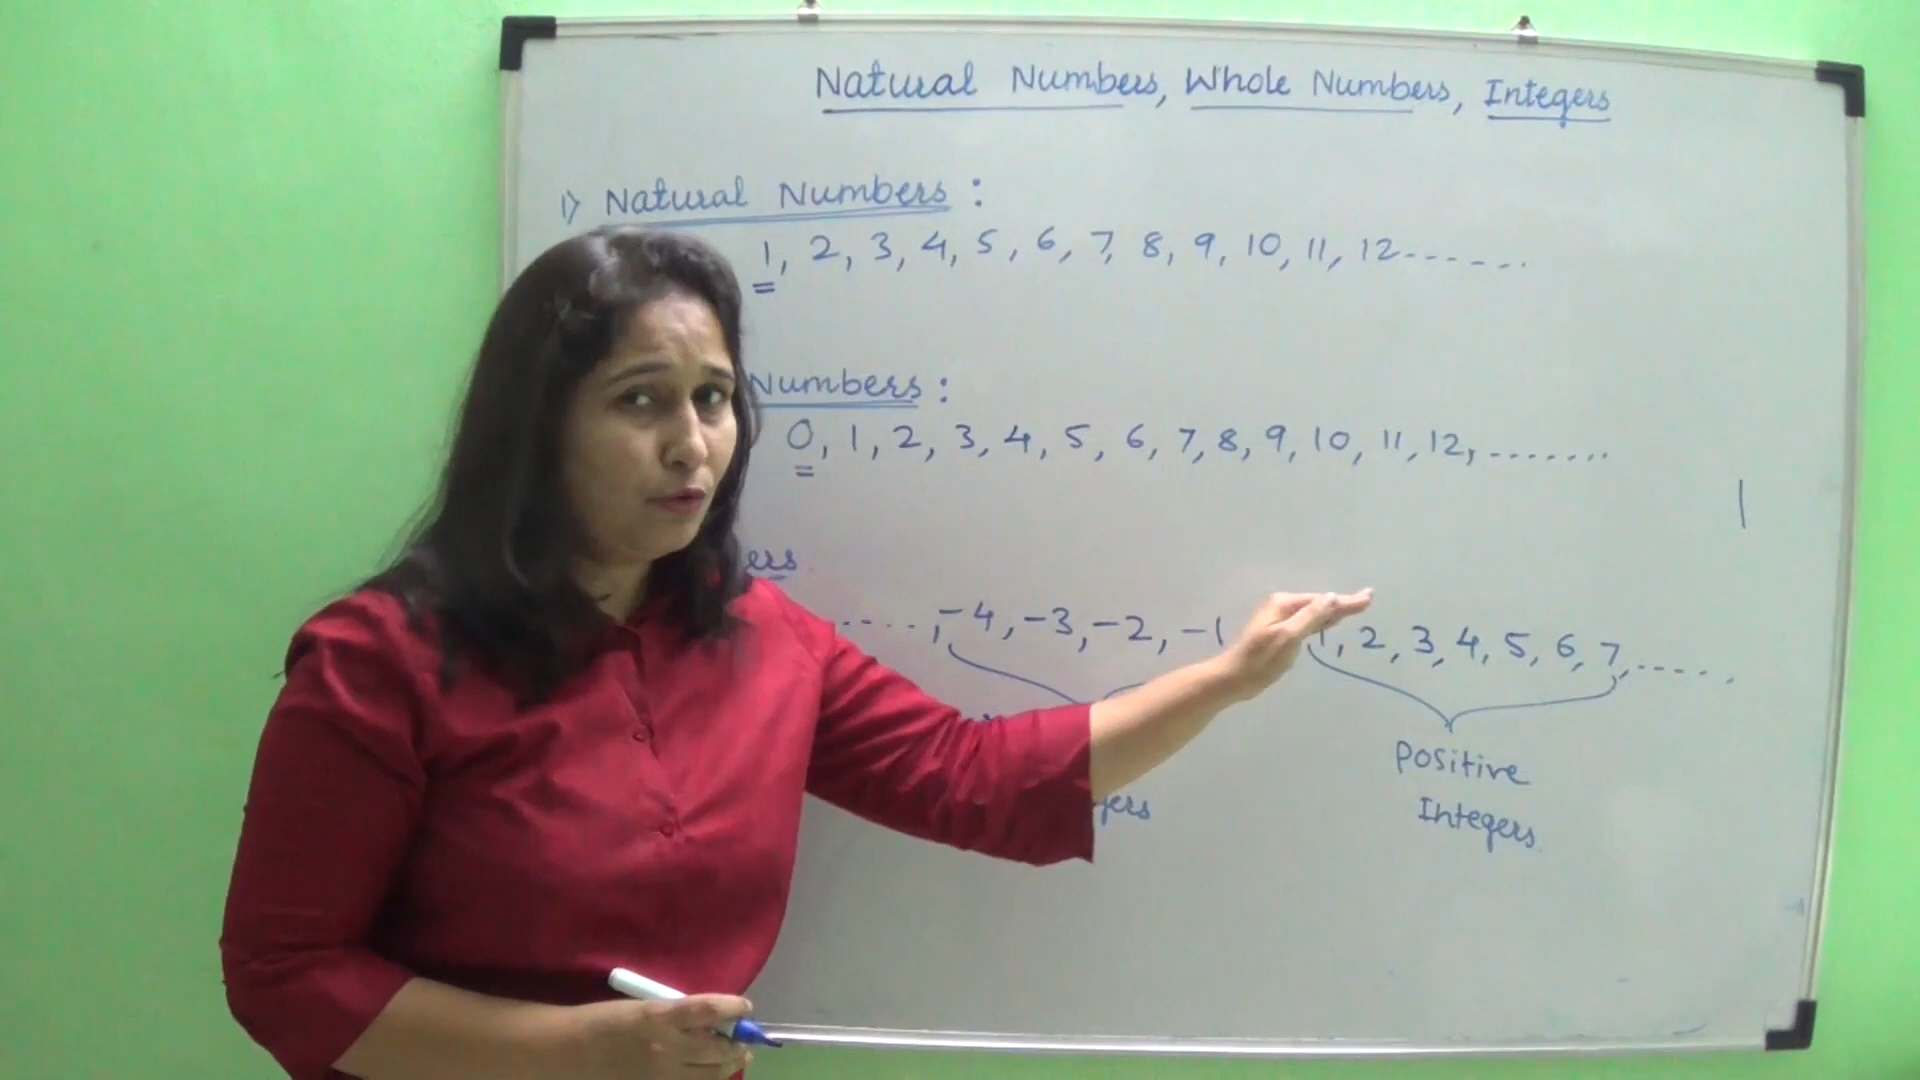 Natural Numbers, Whole Numbers, Integers
1) Natural Numbers :
1, 2, 3, 4, 5, 6, 7, 8, 9, 10, 11, 12.......
Numbers :
0, 1, 2, 3, 4, 5, 6, 7, 8, 9, 10, 11, 12, .......
....., -4, -3, -2, -1 1, 2, 3, 4, 5, 6, 7, .....
Positive
Integers